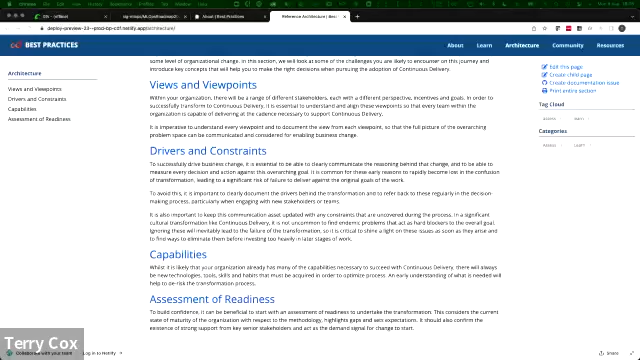 Reference Architecture | Best
deploy-preview-23--prod-bp-cdf.netlify.app/architecture/
BEST PRACTICES
About
Learn
Architecture
Community
Resources
Architecture
Views and Viewpoints
Drivers and Constraints
Capabilities
Assessment of Readiness
some level of organizational change. In this section, we will look at some of the challenges you are likely to encounter on this journey and
introduce key concepts that will help you to make the right decisions when pursuing the adoption of Continuous Delivery.
Views and Viewpoints
Within your organization, there will be a range of different stakeholders, each with a different perspective, incentives and goals. In order to
successfully transform to Continuous Delivery, it is essential to understand and align these viewpoints so that every team within the
organization is capable of delivering at the cadence necessary to support Continuous Delivery.
It is imperative to understand every viewpoint and to document the view from each viewpoint, so that the full picture of the overarching
problem space can be communicated and considered for enabling business change.
Drivers and Constraints
To successfully drive business change, it is essential to be able to clearly communicate the reasoning behind that change, and to be able to
measure every decision and action against this overarching goal. It is common for these early reasons to rapidly become lost in the confusion
of transformation, leading to a significant risk of failure to deliver against the original goals of the work.
To avoid this, it is important to clearly document the drivers behind the transformation and to refer back to these regularly in the decision-
making process, particularly when engaging with new stakeholders or teams.
It is also important to keep this communication asset updated with any constraints that are uncovered during the process. In a significant
cultural transformation like Continuous Delivery, it is not uncommon to find endemic problems that act as hard blockers to the overall goal.
Ignoring these will inevitably lead to the failure of the transformation, so it is critical to shine a light on these issues as soon as they arise and
to find ways to eliminate them before investing too heavily in later stages of work.
Capabilities
Whilst it is likely that your organization already has many of the capabilities necessary to succeed with Continuous Delivery, there will always
be new technologies, tools, skills and habits that must be acquired in order to optimize process. An early understanding of what is needed will
help to de-risk the transformation process.
Assessment of Readiness
To build confidence, it can be beneficial to start with an assessment of readiness to undertake the transformation. This considers the current
state of maturity of the organization with respect to the methodology, highlights gaps and sets expectations. It should also confirm the
existence of strong support from key senior stakeholders and act as the demand signal for change to start.
Edit this page
Create child page
Create documentation issue
Print entire section
Tag Cloud
Categories
Terry Cox
Collaborate with your team
Log in to Netlify
Share
Hide